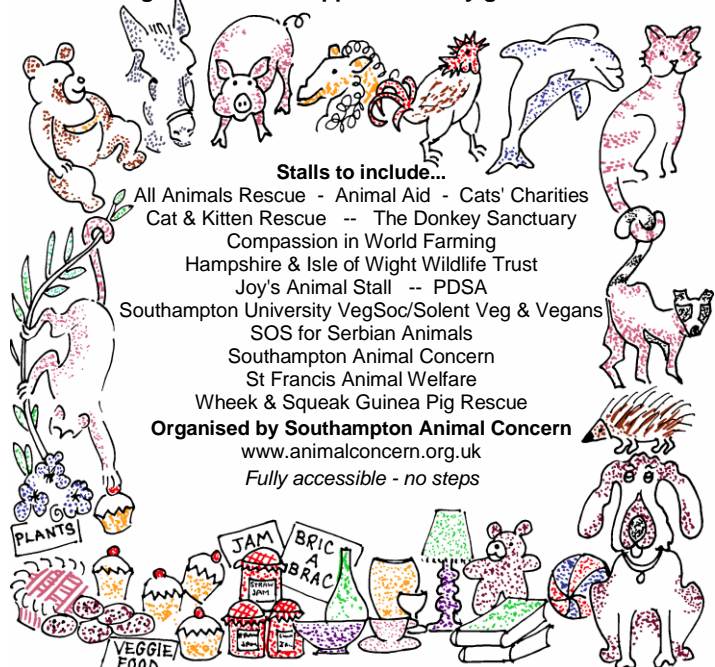 Stalls to include...
All Animals Rescue - Animal Aid - Cats' Charities
Cat & Kitten Rescue -- The Donkey Sanctuary
Compassion in World Farming
Hampshire & Isle of Wight Wildlife Trust
Joy's Animal Stall -- PDSA
Southampton University VegSoc/Solent Veg & Vegans
SOS for Serbian Animals
Southampton Animal Concern
St Francis Animal Welfare
Wheek & Squeak Guinea Pig Rescue
Organised by Southampton Animal Concern
www.animalconcern.org.uk
Fully accessible - no steps
PLANTS
JAM
BRIC
A
BRAC
STRAW
JAM
JAM
JAM
VEGGIE
FOOD